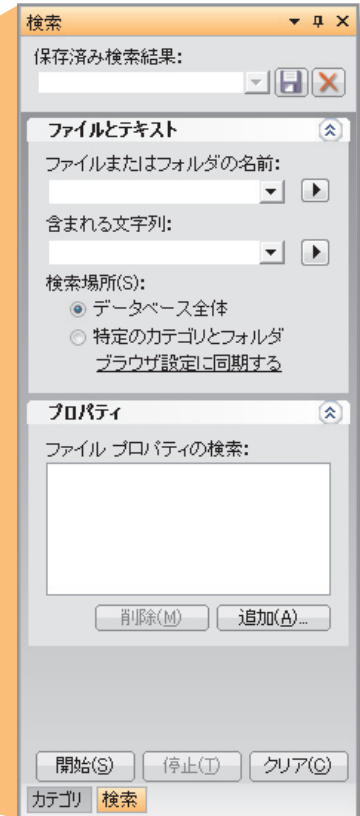 検索
保存済み検索結果:
ファイルとテキスト
ファイルまたはフォルダの名前:
含まれる文字列:
検索場所(S):
データベース全体
特定のカテゴリとフォルダ
ブラウザ設定に同期する
プロパティ
ファイル プロパティの検索:
削除(M) 追加(A)...
開始(S) 停止(T) クリア(C)
カテゴリ 検索